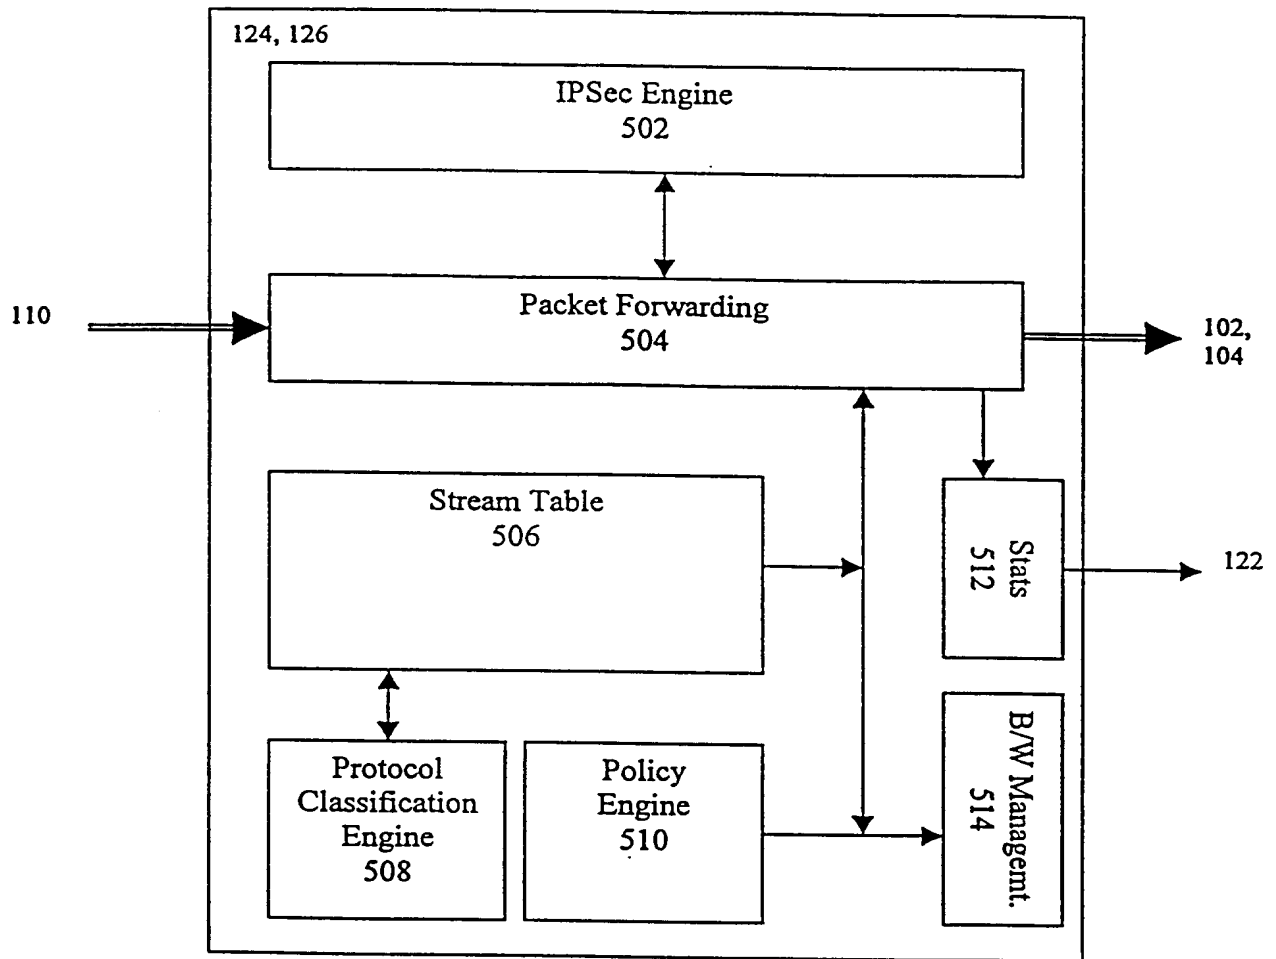 124, 126
IPSec Engine
502
Packet Forwarding
504
110
102,
104
Stream Table
506
Stats
512
122
Protocol
Classification
Engine
508
Policy
Engine
510
B/W Managemt.
514